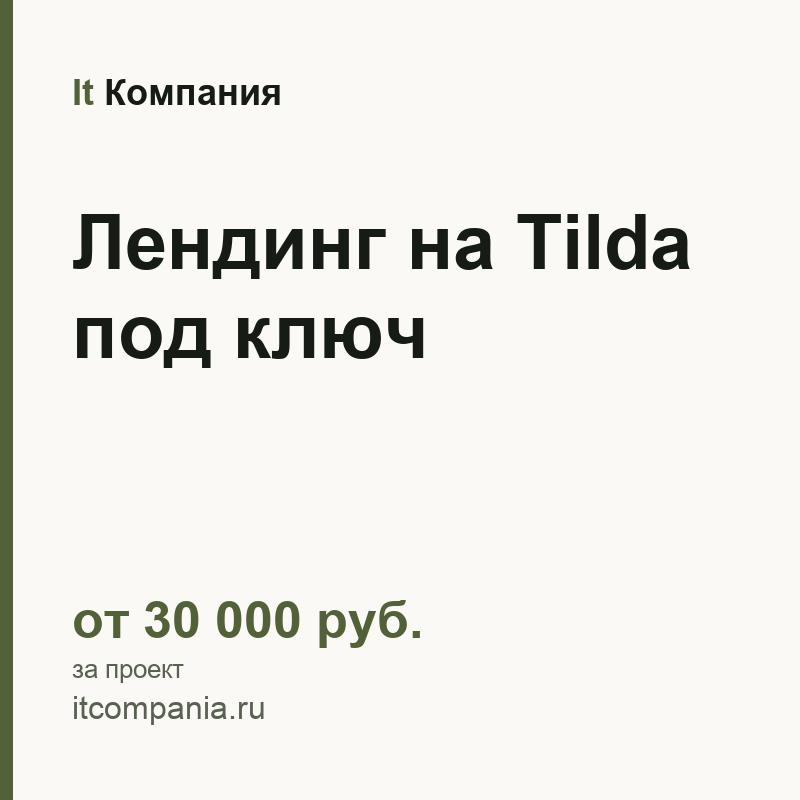 It Компания
Лендинг на Tilda
под ключ
от 30 000 руб.
за проект
itcompania.ru